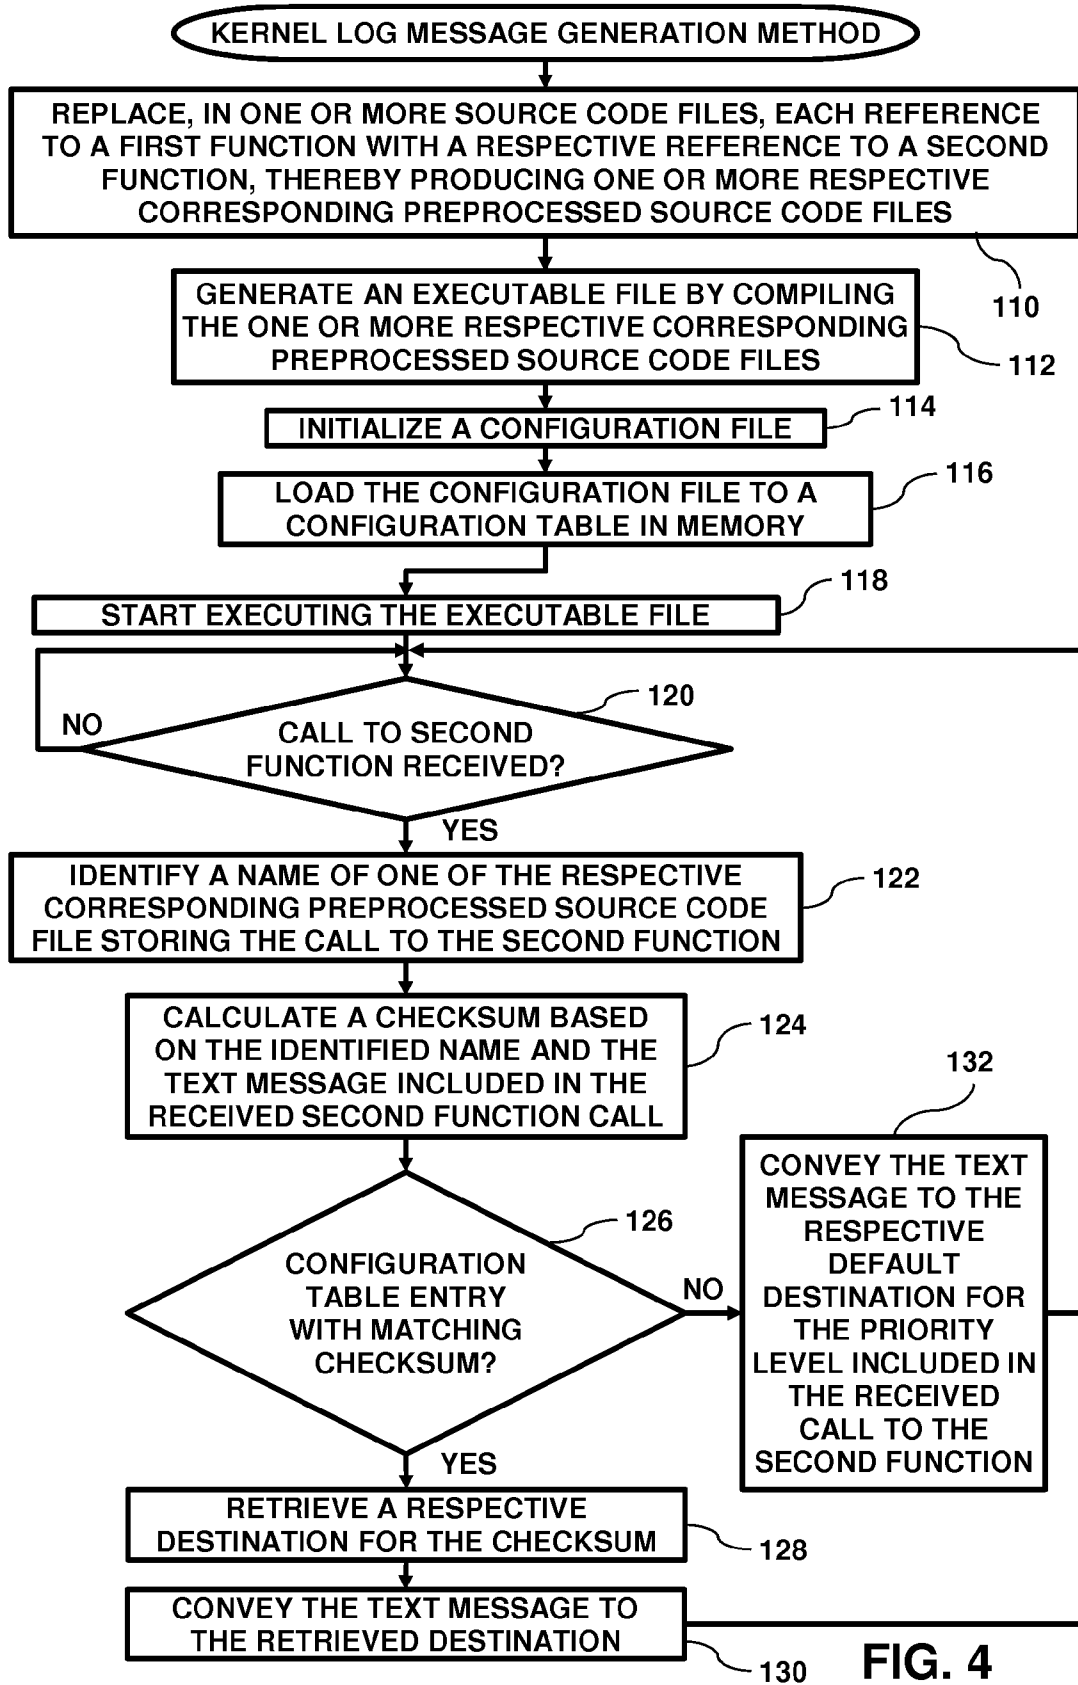 KERNEL LOG MESSAGE GENERATION METHOD
REPLACE, IN ONE OR MORE SOURCE CODE FILES, EACH REFERENCE
TO A FIRST FUNCTION WITH A RESPECTIVE REFERENCE TO A SECOND
FUNCTION, THEREBY PRODUCING ONE OR MORE RESPECTIVE
CORRESPONDING PREPROCESSED SOURCE CODE FILES
110
GENERATE AN EXECUTABLE FILE BY COMPILING
THE ONE OR MORE RESPECTIVE CORRESPONDING
PREPROCESSED SOURCE CODE FILES
112
114
INITIALIZE A CONFIGURATION FILE
116
LOAD THE CONFIGURATION FILE TO A
CONFIGURATION TABLE IN MEMORY
118
START EXECUTING THE EXECUTABLE FILE
120
NO
CALL TO SECOND
FUNCTION RECEIVED?
YES
IDENTIFY A NAME OF ONE OF THE RESPECTIVE
CORRESPONDING PREPROCESSED SOURCE CODE
FILE STORING THE CALL TO THE SECOND FUNCTION
122
CALCULATE A CHECKSUM BASED
ON THE IDENTIFIED NAME AND THE
TEXT MESSAGE INCLUDED IN THE
RECEIVED SECOND FUNCTION CALL
124
126
CONFIGURATION
TABLE ENTRY
WITH MATCHING
CHECKSUM?
NO
132
CONVEY THE TEXT
MESSAGE TO THE
RESPECTIVE
DEFAULT
DESTINATION FOR
THE PRIORITY
LEVEL INCLUDED IN
THE RECEIVED
CALL TO THE
SECOND FUNCTION
YES
RETRIEVE A RESPECTIVE
DESTINATION FOR THE CHECKSUM
128
CONVEY THE TEXT MESSAGE TO
THE RETRIEVED DESTINATION
130
FIG. 4